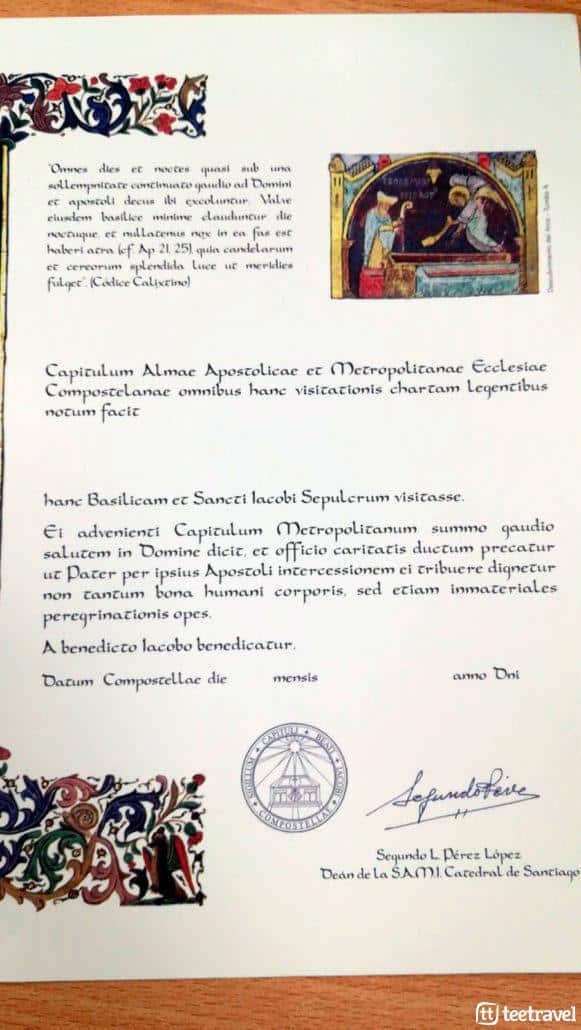 "Omnes dies et noctes quasi sub una
sollempnitate continuato gaudio ad Domini
et apostoli decus ibi excoluntur. Valve
eiusdem basilice minime clauduntur die
noctuque, et nullatenus nox in ea fas est
haberi atra (cf. Ap 21, 25), quia candelarum
et cereorum splendida luce ut meridies
fulget". (Códice Calixtino)
Capitulum Almae Apostolicae et Metropolitanae Ecclesiae
Compostelanae omnibus hanc visitationis chartam legentibus
notum facit
hanc Basilicam et Sancti Iacobi Sepulcrum visitasse.
Ei advenienti Capitulum Metropolitanum summo gaudio
salutem in Domine dicit, et officio caritatis ductum precatur
ut Pater per ipsius Apostoli intercessionem ei tribuere dignetur
non tantum bona humani corporis, sed etiam inmateriales
peregrinationis opes.
A benedicto Iacobo benedicatur.
Datum Compostellae die mensis anno Dni
SIGILLUM CAPITULI BEATI JACOBI
COMPOSTELLAE
Segundo Pérez
Segundo L. Pérez López
Deán de la S.A.M.I. Catedral de Santiago
tt teetravel